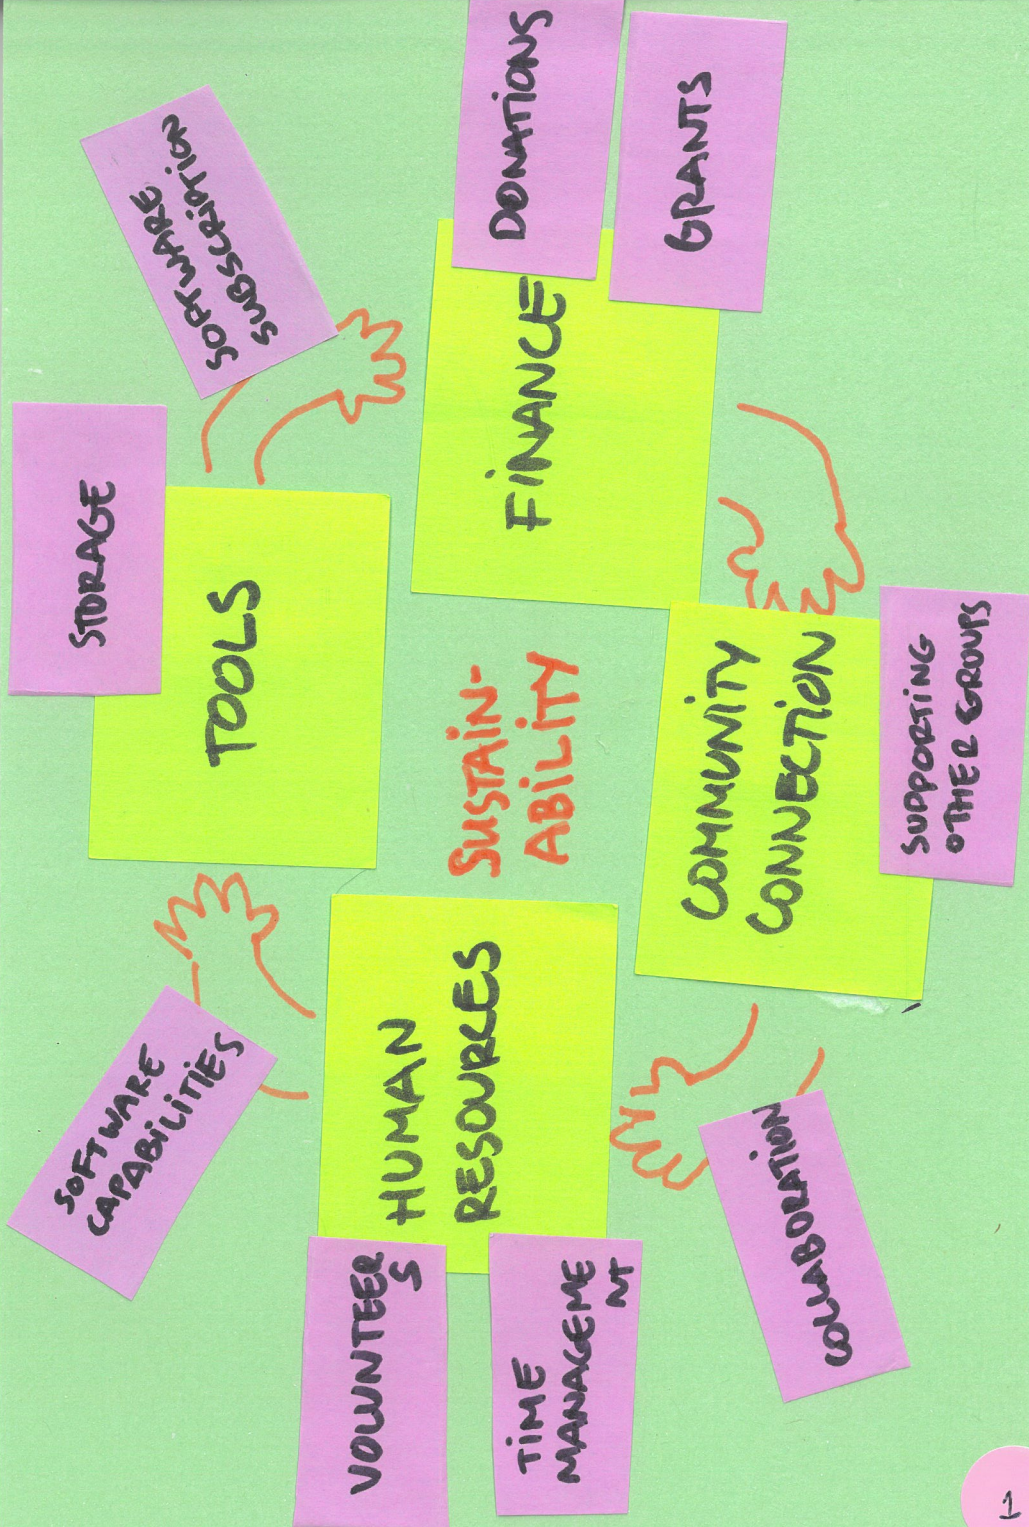 SOFTWARE
CAPABILITIES
STORAGE
SOFTWARE
SUBSCRIPTION
TOOLS
VOLUNTEER
S
HUMAN
RESOURCES
TIME
MANAGEME
NT
SUSTAIN-
ABILITY
DONATIONS
FINANCE
GRANTS
COMMUNITY
CONNECTION
COLLABORATION
SUPPORTING
OTHER GROUPS
1